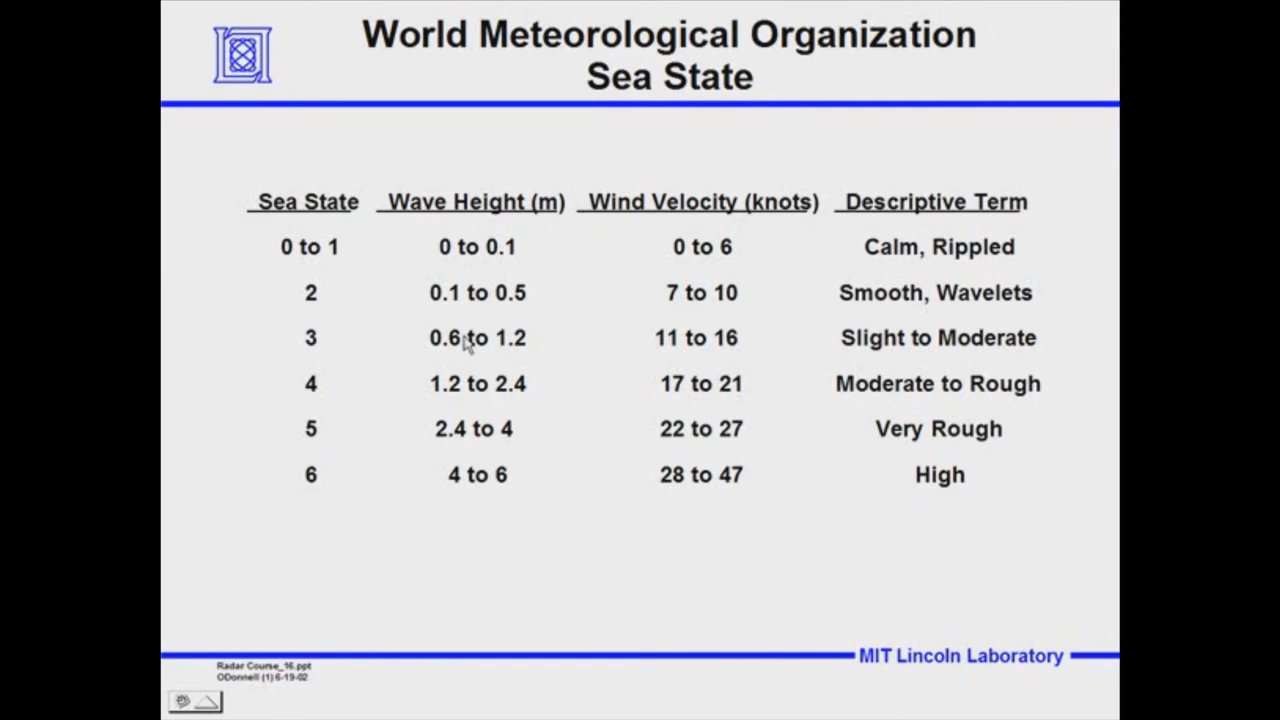 World Meteorological Organization
Sea State
Sea State Wave Height (m) Wind Velocity (knots) Descriptive Term
0 to 1 0 to 0.1 0 to 6 Calm, Rippled
2 0.1 to 0.5 7 to 10 Smooth, Wavelets
3 0.6 to 1.2 11 to 16 Slight to Moderate
4 1.2 to 2.4 17 to 21 Moderate to Rough
5 2.4 to 4 22 to 27 Very Rough
6 4 to 6 28 to 47 High
MIT Lincoln Laboratory
Radar Course_16.ppt
ODonnell (1) 6-19-02